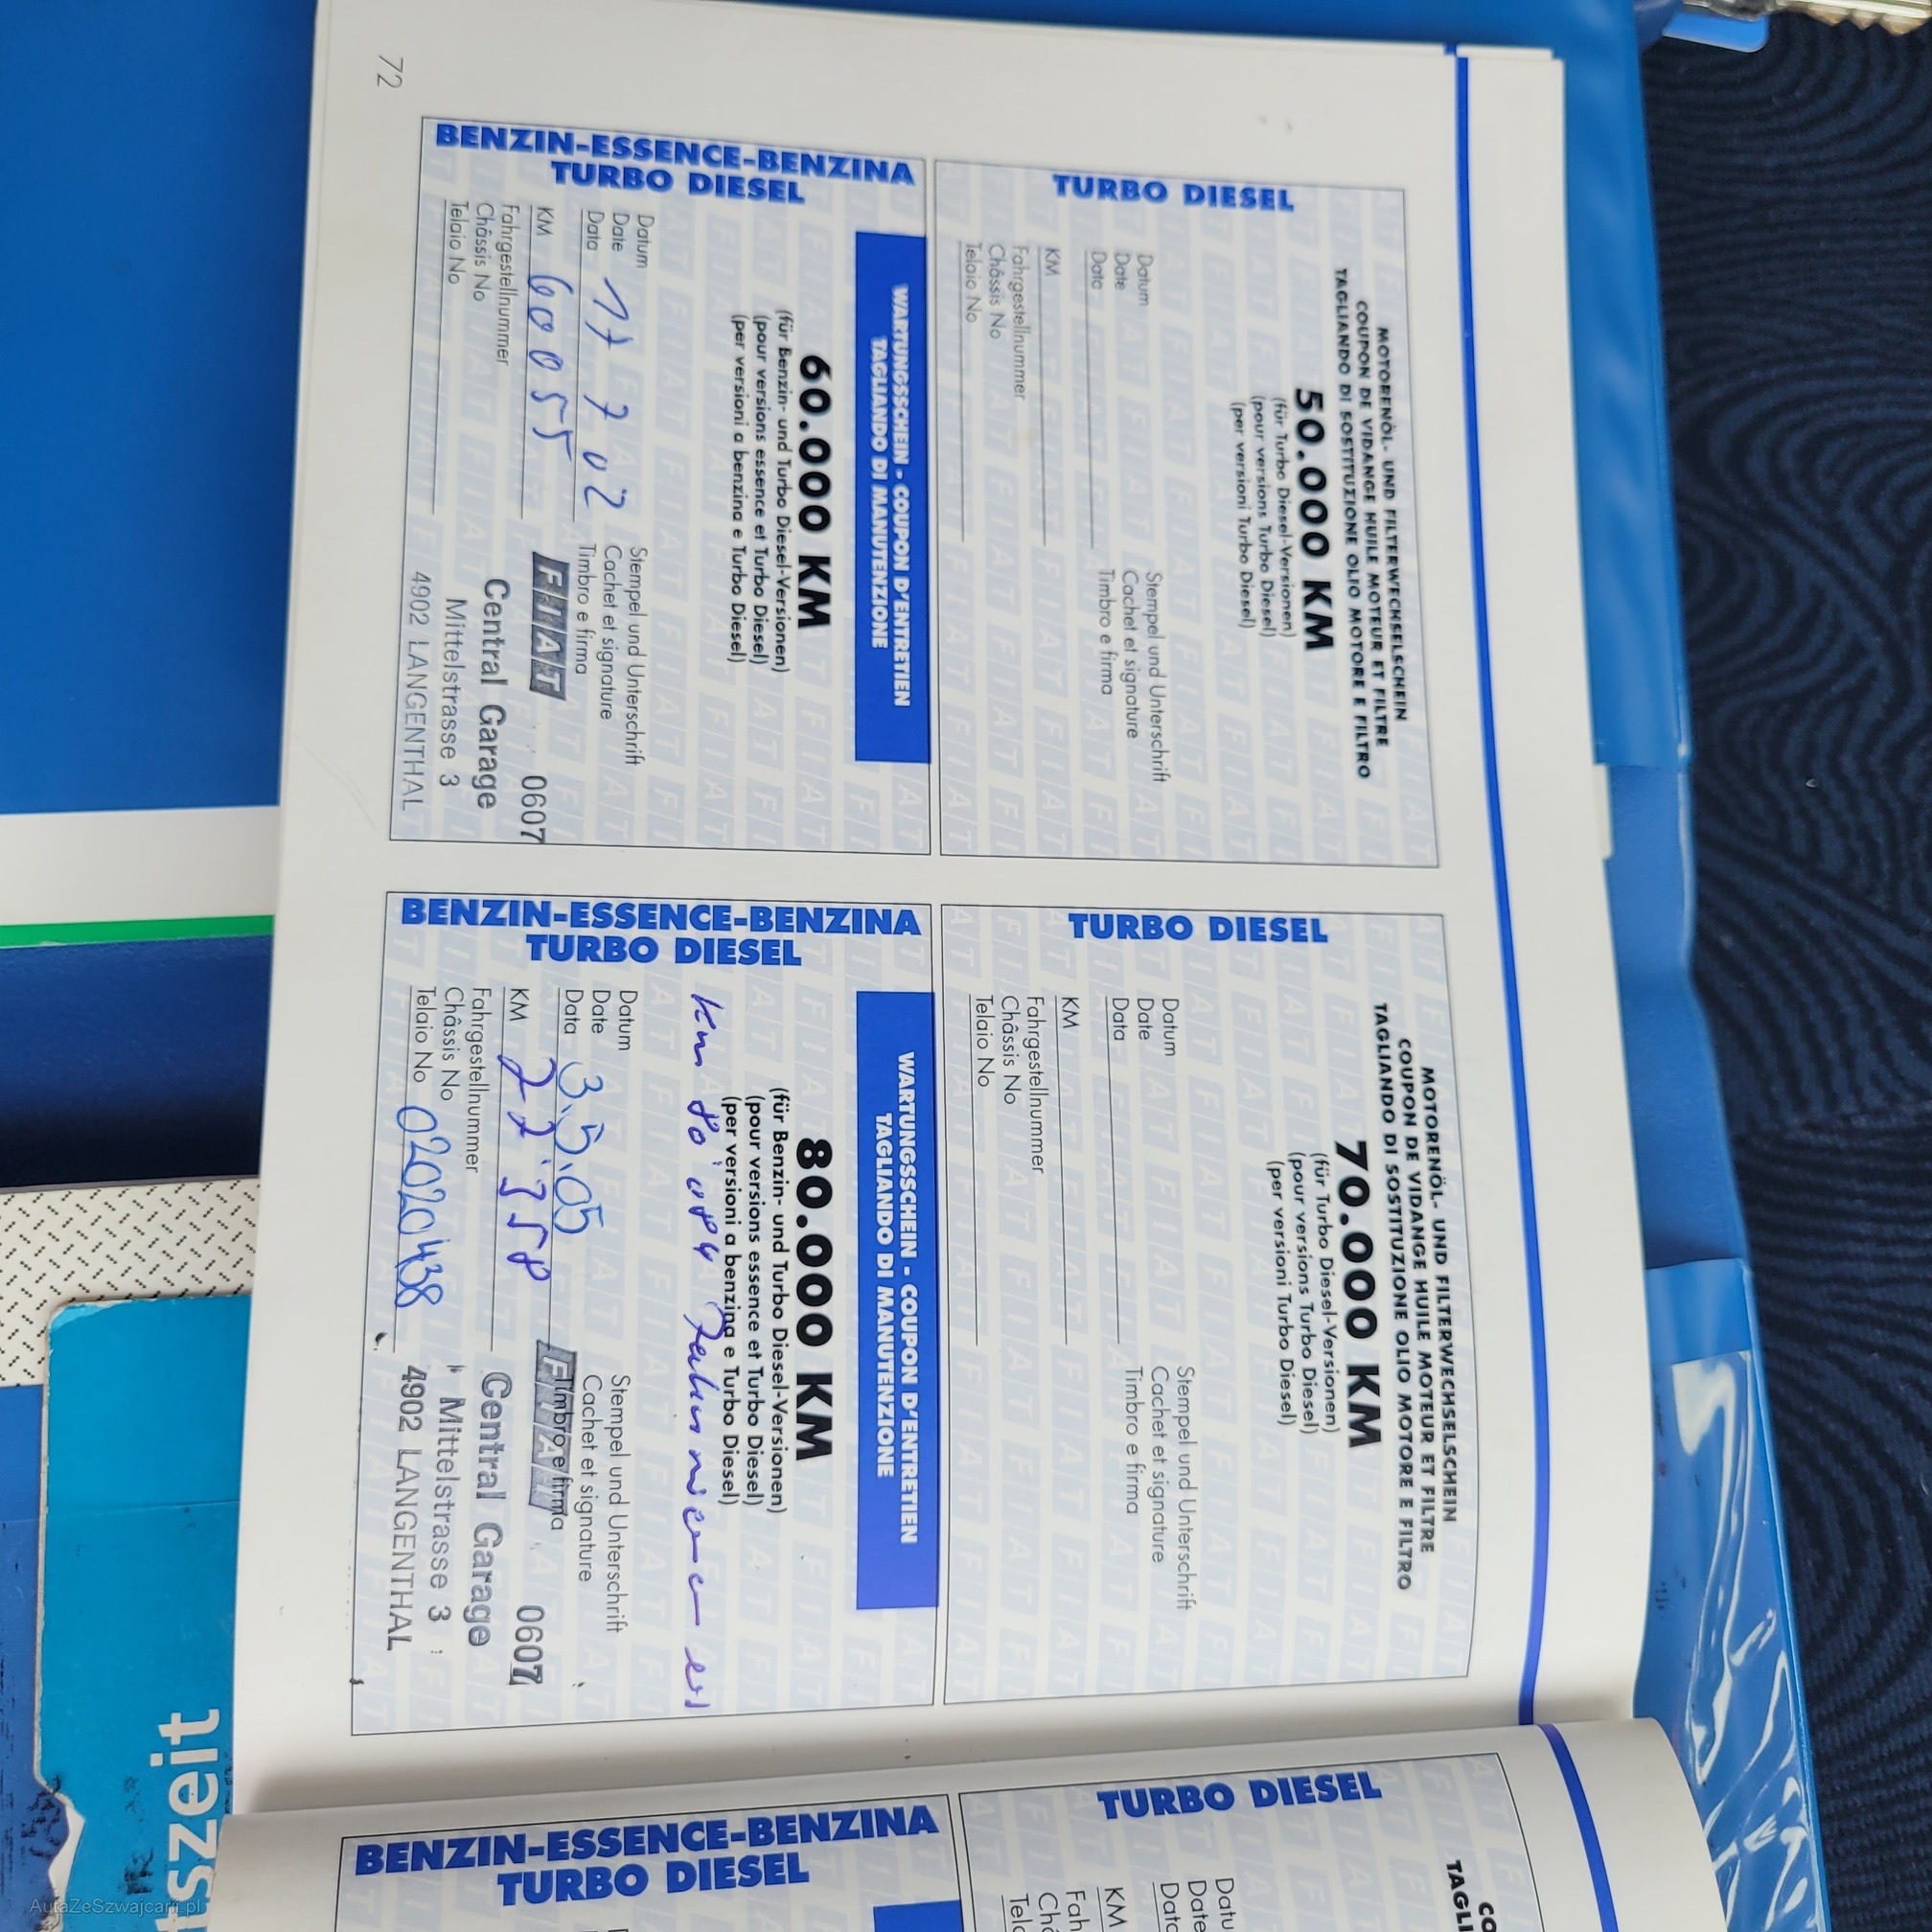 72
MOTORENÖL- UND FILTERWECHSELSCHEIN
COUPON DE VIDANGE HUILE MOTEUR ET FILTRE
TAGLIANDO DI SOSTITUZIONE OLIO MOTORE E FILTRO
50.000 KM
(für Turbo Diesel-Versionen)
(pour versions Turbo Diesel)
(per versioni Turbo Diesel)
Datum
Date
Data
KM
Fahrgestellnummer
Châssis No
Telaio No
Stempel und Unterschrift
Cachet et signature
Timbro e firma
TURBO DIESEL
WARTUNGSSCHEIN - COUPON D'ENTRETIEN
TAGLIANDO DI MANUTENZIONE
60.000 KM
(für Benzin- und Turbo Diesel-Versionen)
(pour versions essence et Turbo Diesel)
(per versioni a benzina e Turbo Diesel)
Datum
Date
Data 17 7 02
KM 60055
Fahrgestellnummer
Châssis No
Telaio No
Stempel und Unterschrift
Cachet et signature
Timbro e firma
FIAT 0607
Central Garage
Mittelstrasse 3
4902 LANGENTHAL
BENZIN-ESSENCE-BENZINA
TURBO DIESEL
MOTORENÖL- UND FILTERWECHSELSCHEIN
COUPON DE VIDANGE HUILE MOTEUR ET FILTRE
TAGLIANDO DI SOSTITUZIONE OLIO MOTORE E FILTRO
70.000 KM
(für Turbo Diesel-Versionen)
(pour versions Turbo Diesel)
(per versioni Turbo Diesel)
Datum
Date
Data
KM
Fahrgestellnummer
Châssis No
Telaio No
Stempel und Unterschrift
Cachet et signature
Timbro e firma
TURBO DIESEL
WARTUNGSSCHEIN - COUPON D'ENTRETIEN
TAGLIANDO DI MANUTENZIONE
80.000 KM
(für Benzin- und Turbo Diesel-Versionen)
(pour versions essence et Turbo Diesel)
(per versioni a benzina e Turbo Diesel)
Km 80'084
Datum
Date
Data 3.5.05
KM
Fahrgestellnummer
Châssis No
Telaio No 02020438
Stempel und Unterschrift
Cachet et signature
Timbro e firma
FIAT 0607
Central Garage
Mittelstrasse 3
4902 LANGENTHAL
BENZIN-ESSENCE-BENZINA
TURBO DIESEL
TURBO DIESEL
KM
BENZIN-ESSENCE-BENZINA
TURBO DIESEL
AutaZeSzwajcarii.pl